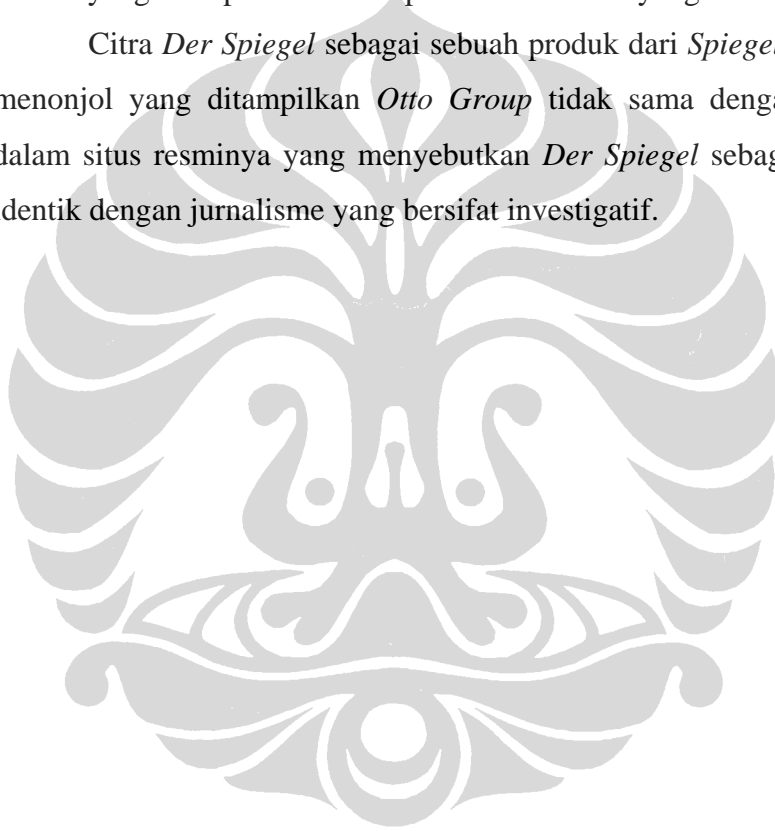 Citra Der Spiegel sebagai sebuah produk dari Spiegel
menonjol yang ditampilkan Otto Group tidak sama denga
dalam situs resminya yang menyebutkan Der Spiegel sebag
identik dengan jurnalisme yang bersifat investigatif.